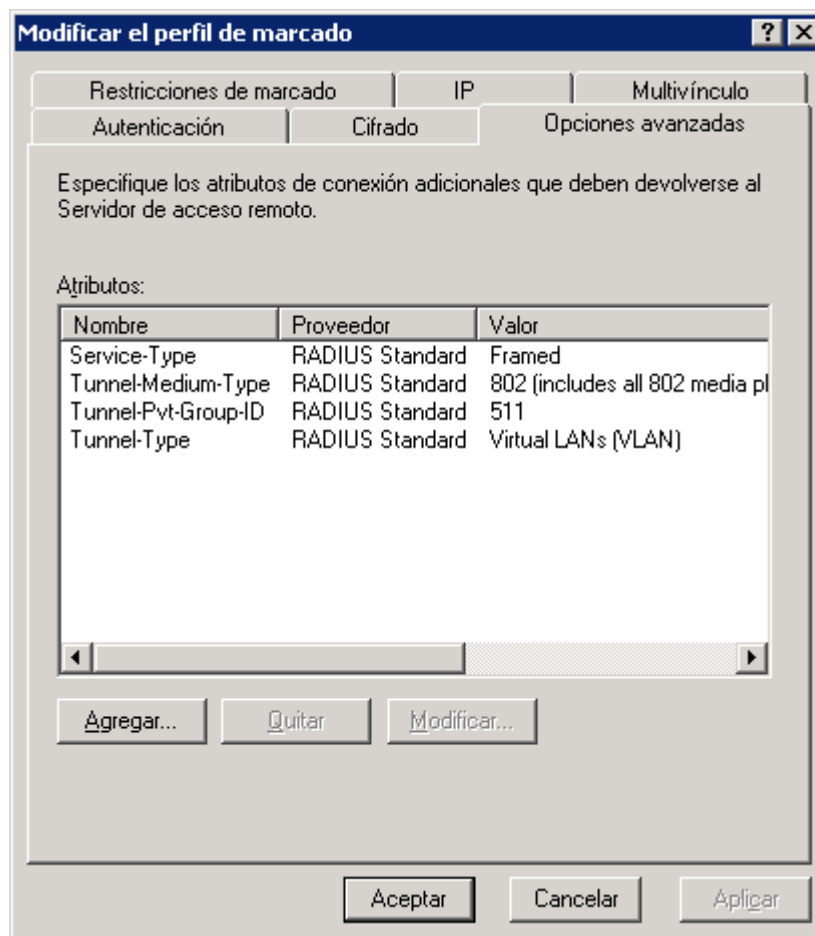 Modificar el perfil de marcado
Restricciones de marcado IP Multivínculo
Autenticación Cifrado Opciones avanzadas
Especifique los atributos de conexión adicionales que deben devolverse al
Servidor de acceso remoto.
Atributos:
Nombre Proveedor Valor
Service-Type RADIUS Standard Framed
Tunnel-Medium-Type RADIUS Standard 802 (includes all 802 media pl
Tunnel-Pvt-Group-ID RADIUS Standard 511
Tunnel-Type RADIUS Standard Virtual LANs (VLAN)
Agregar... Quitar Modificar...
Aceptar Cancelar Aplicar